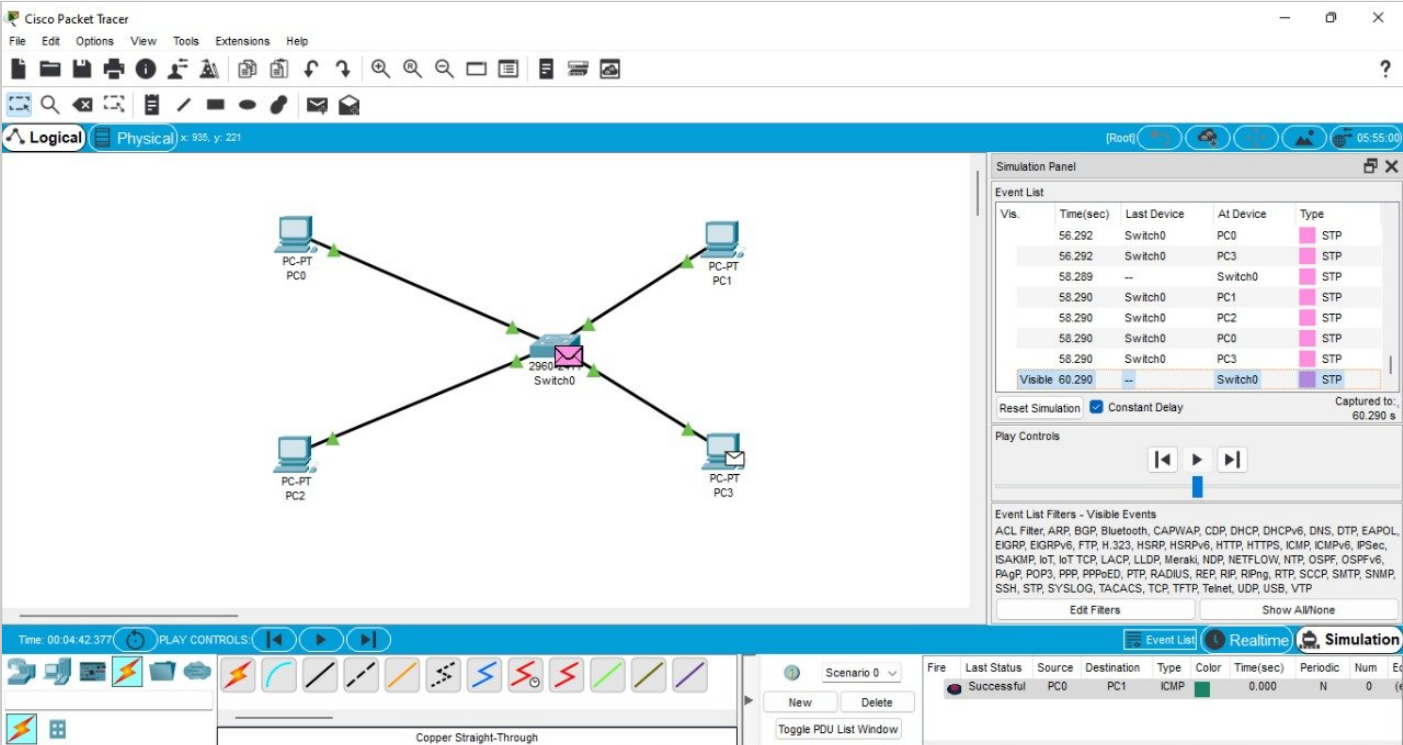 Cisco Packet Tracer
File Edit Options View Tools Extensions Help
?
Logical Physical x: 935, y: 221 [Root] 05:55:00
PC-PT
PC0
PC-PT
PC1
Switch0
PC-PT
PC2
PC-PT
PC3
Simulation Panel
Event List
Vis. Time(sec) Last Device At Device Type
56.292 Switch0 PC0 STP
56.292 Switch0 PC3 STP
58.289 -- Switch0 STP
58.290 Switch0 PC1 STP
58.290 Switch0 PC2 STP
58.290 Switch0 PC0 STP
58.290 Switch0 PC3 STP
Visible 60.290 -- Switch0 STP
Reset Simulation Constant Delay Captured to:
60.290 s
Play Controls
Event List Filters - Visible Events
ACL Filter, ARP, BGP, Bluetooth, CAPWAP, CDP, DHCP, DHCPv6, DNS, DTP, EAPOL,
EIGRP, EIGRPv6, FTP, H.323, HSRP, HSRPv6, HTTP, HTTPS, ICMP, ICMPv6, IPSec,
ISAKMP, IoT, IoT TCP, LACP, LLDP, Meraki, NDP, NETFLOW, NTP, OSPF, OSPFv6,
PAgP, POP3, PPP, PPPoED, PTP, RADIUS, REP, RIP, RIPng, RTP, SCCP, SMTP, SNMP,
SSH, STP, SYSLOG, TACACS, TCP, TFTP, Telnet, UDP, USB, VTP
Edit Filters Show All/None
Time: 00:04:42.377 PLAY CONTROLS: Event List Realtime Simulation
Scenario 0
New Delete
Toggle PDU List Window
Fire Last Status Source Destination Type Color Time(sec) Periodic Num
Successful PC0 PC1 ICMP 0.000 N 0
Copper Straight-Through